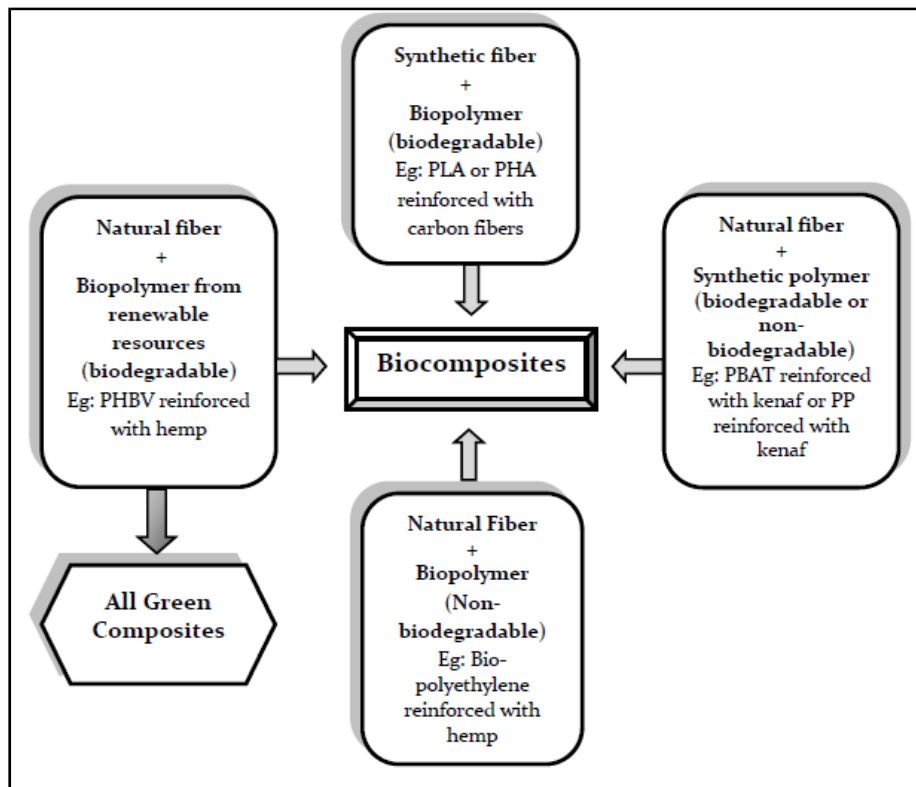 Synthetic fiber
+
Biopolymer
(biodegradable)
Eg: PLA or PHA
reinforced with
carbon fibers
Natural fiber
+
Biopolymer from
renewable
resources
(biodegradable)
Eg: PHBV reinforced
with hemp
Biocomposites
Natural fiber
+
Synthetic polymer
(biodegradable or
non-
biodegradable)
Eg: PBAT reinforced
with kenaf or PP
reinforced with
kenaf
All Green
Composites
Natural Fiber
+
Biopolymer
(Non-
biodegradable)
Eg: Bio-
polyethylene
reinforced with
hemp